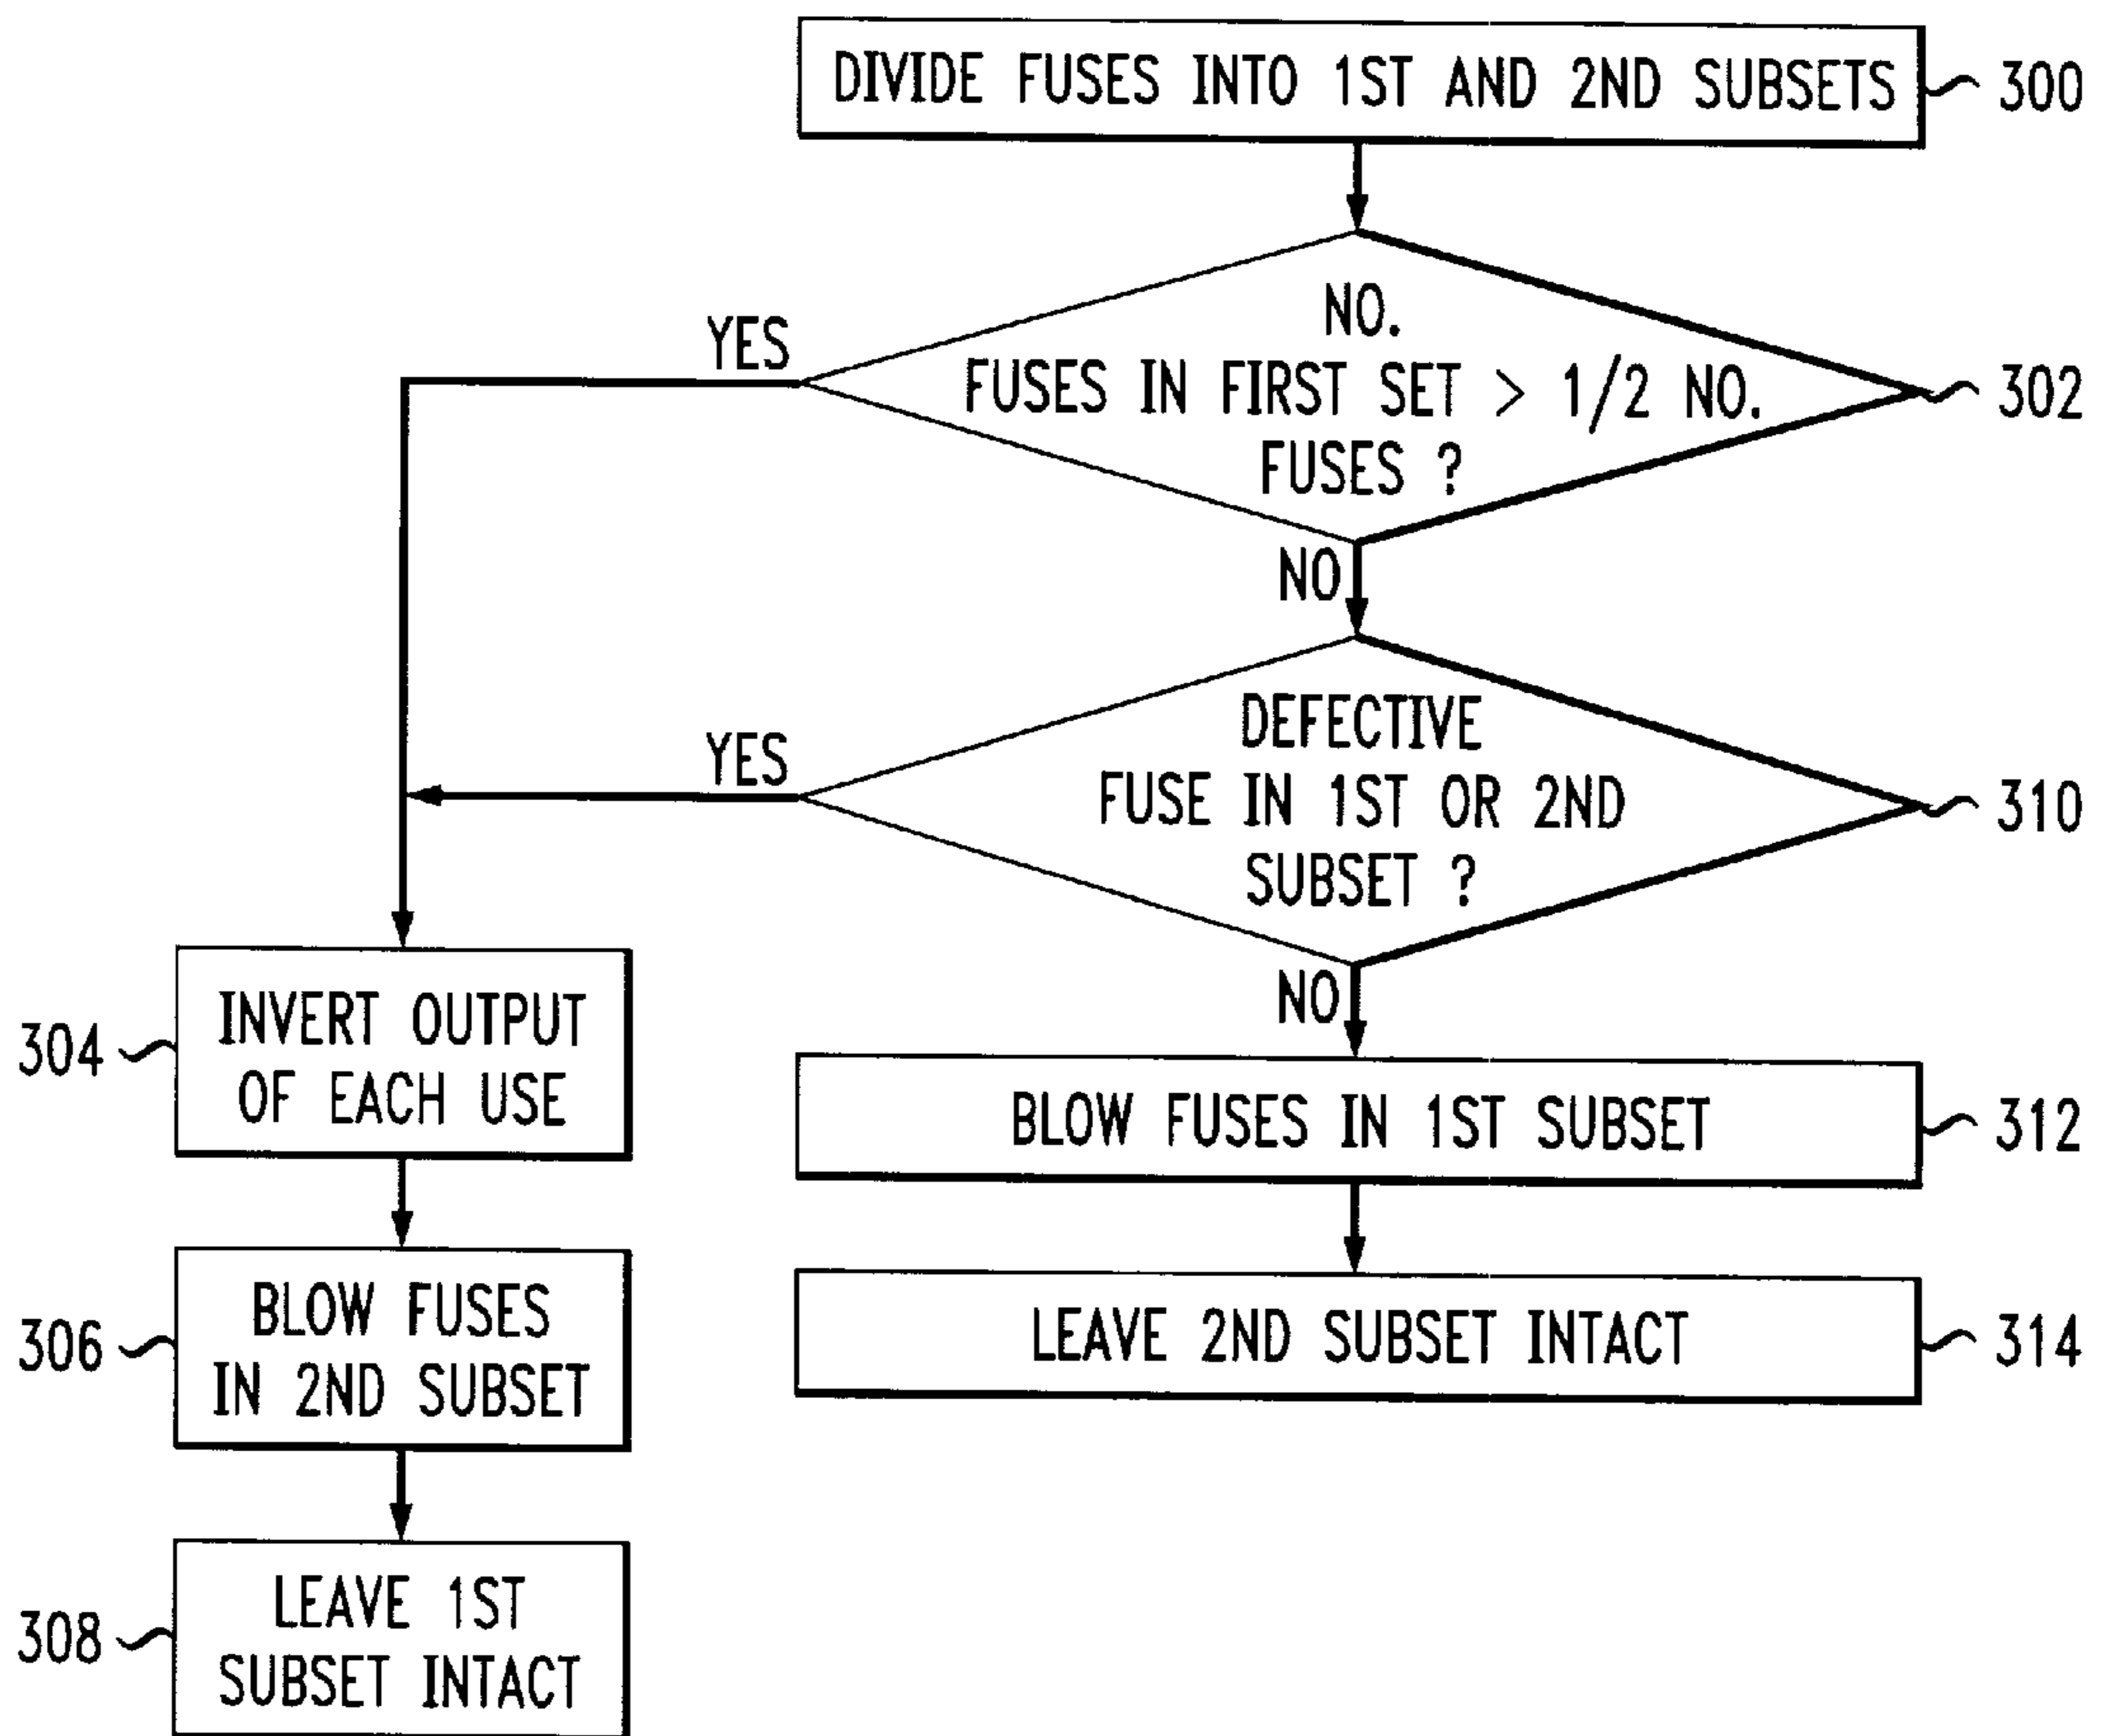 DIVIDE FUSES INTO 1ST AND 2ND SUBSETS
300
NO.
FUSES IN FIRST SET > 1/2 NO.
FUSES ?
302
YES
NO
DEFECTIVE
FUSE IN 1ST OR 2ND
SUBSET ?
310
YES
NO
304
INVERT OUTPUT
OF EACH USE
306
BLOW FUSES
IN 2ND SUBSET
308
LEAVE 1ST
SUBSET INTACT
BLOW FUSES IN 1ST SUBSET
312
LEAVE 2ND SUBSET INTACT
314